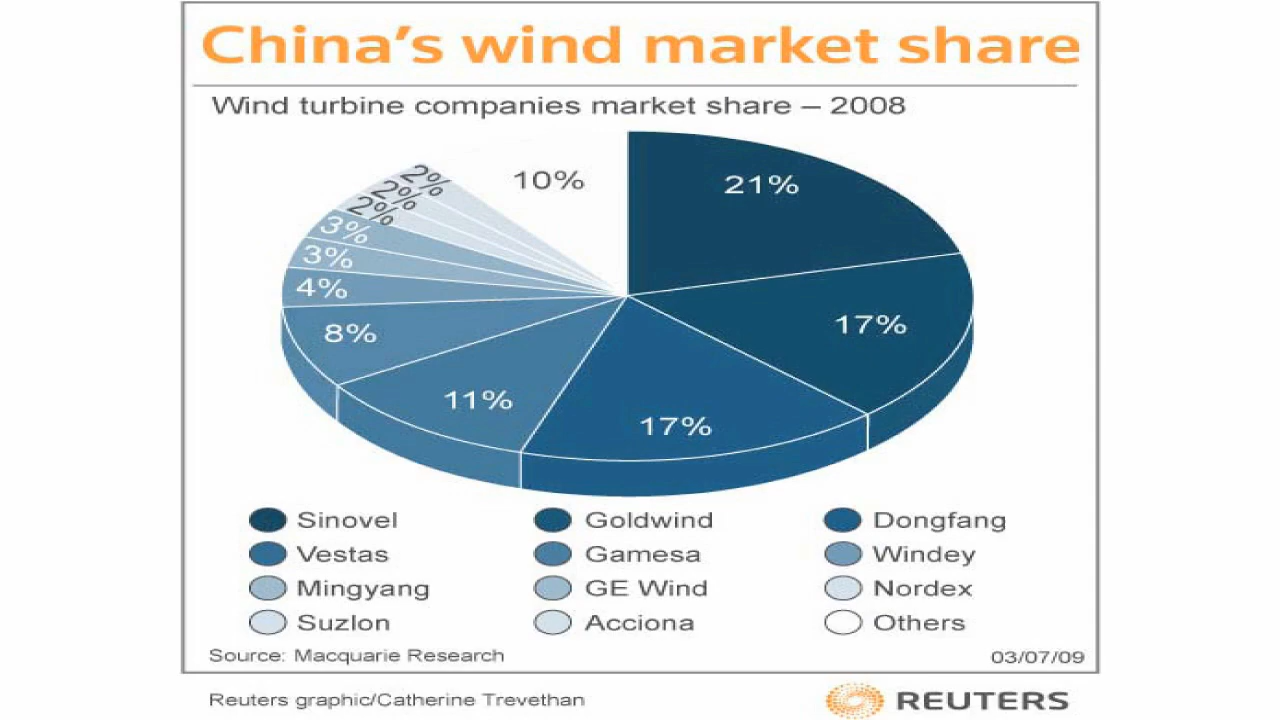 China's wind market share
Wind turbine companies market share – 2008
10%
21%
2%
2%
2%
3%
3%
4%
8%
11%
17%
17%
Sinovel Goldwind Dongfang
Vestas Gamesa Windey
Mingyang GE Wind Nordex
Suzlon Acciona Others
Source: Macquarie Research 03/07/09
Reuters graphic/Catherine Trevethan REUTERS